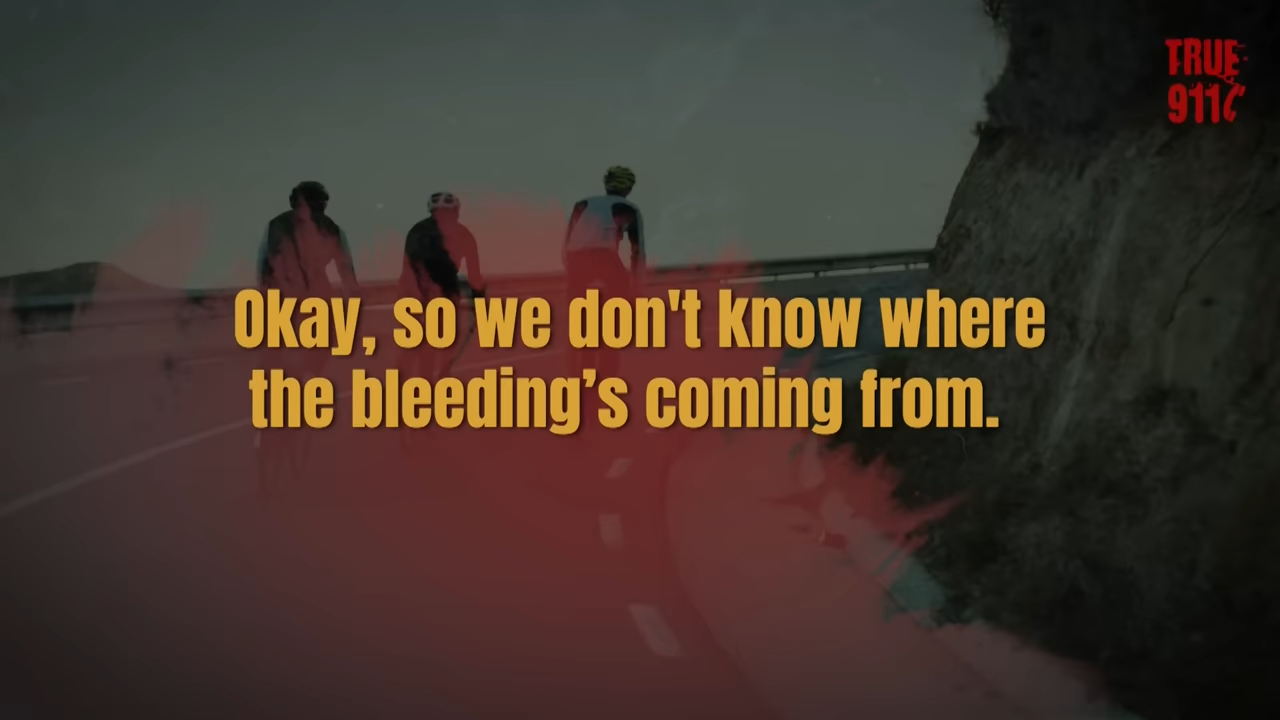 TRUE
911
Okay, so we don't know where
the bleeding’s coming from.